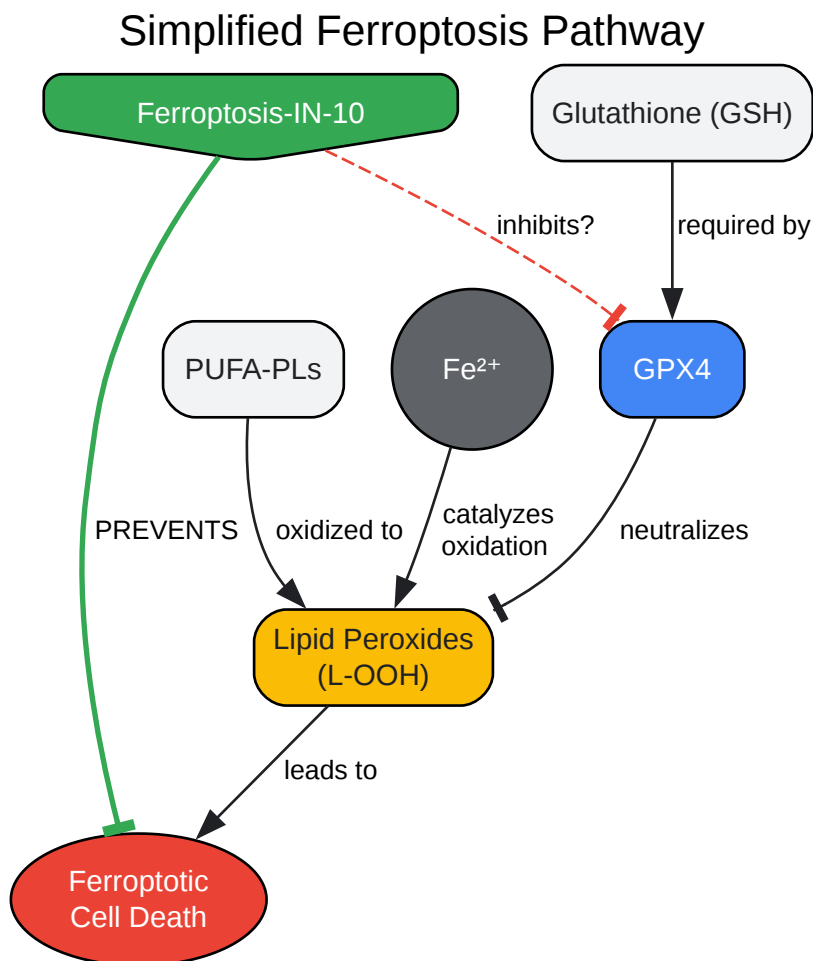 Simplified Ferroptosis Pathway
Ferroptosis-IN-10
Glutathione (GSH)
inhibits?
required by
PUFA-PLs
Fe²⁺
GPX4
PREVENTS
oxidized to
catalyzes
oxidation
neutralizes
Lipid Peroxides
(L-OOH)
leads to
Ferroptotic
Cell Death